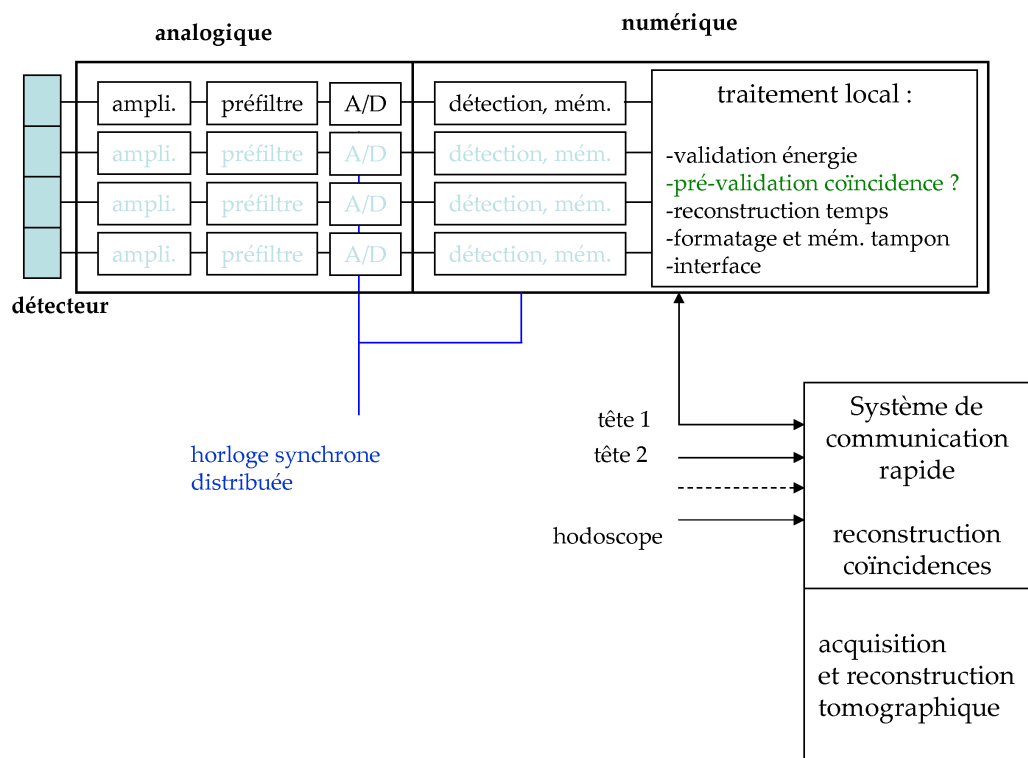 analogique
numérique
ampli.
préfiltre
A/D
détection, mém.
ampli.
préfiltre
A/D
détection, mém.
ampli.
préfiltre
A/D
détection, mém.
ampli.
préfiltre
A/D
détection, mém.
traitement local :
-validation énergie
-pré-validation coïncidence ?
-reconstruction temps
-formatage et mém. tampon
-interface
détecteur
horloge synchrone
distribuée
tête 1
tête 2
hodoscope
Système de
communication
rapide
reconstruction
coïncidences
acquisition
et reconstruction
tomographique